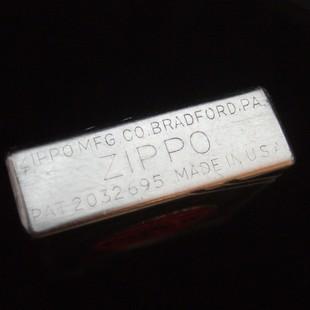 ZIPPO MFG. CO. BRADFORD, PA.
ZIPPO
PAT. 2032695 MADE IN U.S.A.